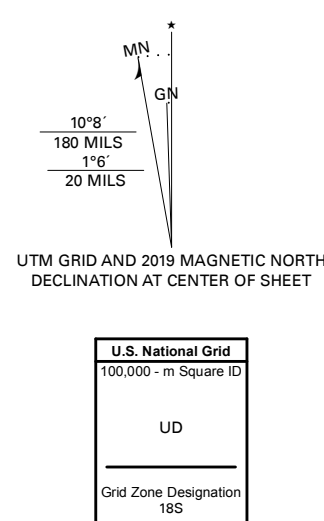 ★
MN
GN
10°8´
180 MILS
1°6´
20 MILS
UTM GRID AND 2019 MAGNETIC NORTH
DECLINATION AT CENTER OF SHEET
U.S. National Grid
100,000 - m Square ID
UD
Grid Zone Designation
18S